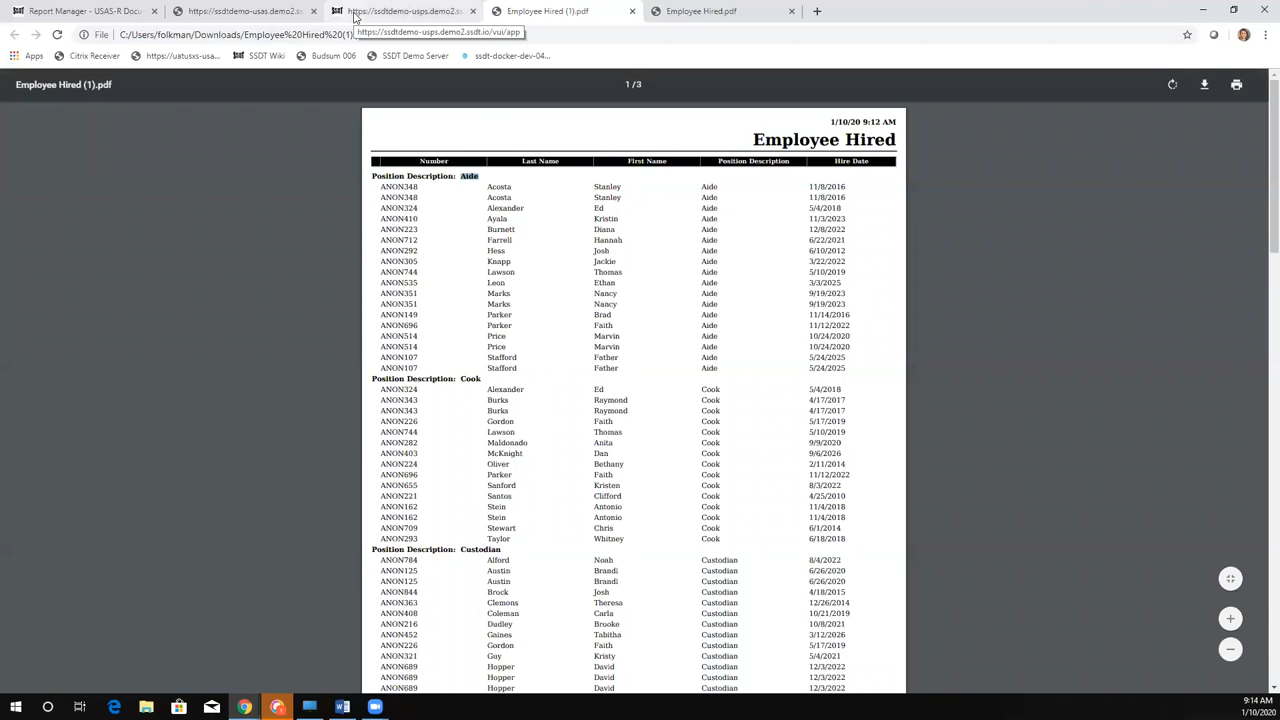 Report Manager - USAS-R Docu
https://ssdtdemo-usas.demo2.ss
https://ssdtdemo-usps.demo2.ss
Employee Hired (1).pdf
Employee Hired.pdf
File C:/Users/folkman/Downloads/Employee%20Hired%20(1)
https://ssdtdemo-usps.demo2.ssdt.io/vui/app
Apps Citrix Receiver https://uatusxs-usa... SSDT Wiki Budsum 006 SSDT Demo Server ssdt-docker-dev-04...
Employee Hired (1).pdf 1 / 3
1/10/20 9:12 AM
Employee Hired
Number Last Name First Name Position Description Hire Date
Position Description: Aide
ANON348 Acosta Stanley Aide 11/8/2016
ANON348 Acosta Stanley Aide 11/8/2016
ANON324 Alexander Ed Aide 5/4/2018
ANON410 Ayala Kristin Aide 11/3/2023
ANON223 Burnett Diana Aide 12/8/2022
ANON712 Farrell Hannah Aide 6/22/2021
ANON292 Hess Josh Aide 6/10/2012
ANON305 Knapp Jackie Aide 3/22/2022
ANON744 Lawson Thomas Aide 5/10/2019
ANON535 Leon Ethan Aide 3/3/2025
ANON351 Marks Nancy Aide 9/19/2023
ANON351 Marks Nancy Aide 9/19/2023
ANON149 Parker Brad Aide 11/14/2016
ANON696 Parker Faith Aide 11/12/2022
ANON514 Price Marvin Aide 10/24/2020
ANON514 Price Marvin Aide 10/24/2020
ANON107 Stafford Father Aide 5/24/2025
ANON107 Stafford Father Aide 5/24/2025
Position Description: Cook
ANON324 Alexander Ed Cook 5/4/2018
ANON343 Burks Raymond Cook 4/17/2017
ANON343 Burks Raymond Cook 4/17/2017
ANON226 Gordon Faith Cook 5/17/2019
ANON744 Lawson Thomas Cook 5/10/2019
ANON282 Maldonado Anita Cook 9/9/2020
ANON403 McKnight Dan Cook 9/6/2026
ANON224 Oliver Bethany Cook 2/11/2014
ANON696 Parker Faith Cook 11/12/2022
ANON655 Sanford Kristen Cook 8/3/2022
ANON221 Santos Clifford Cook 4/25/2010
ANON162 Stein Antonio Cook 11/4/2018
ANON162 Stein Antonio Cook 11/4/2018
ANON709 Stewart Chris Cook 6/1/2014
ANON293 Taylor Whitney Cook 6/18/2018
Position Description: Custodian
ANON784 Alford Noah Custodian 8/4/2022
ANON125 Austin Brandi Custodian 6/26/2020
ANON125 Austin Brandi Custodian 6/26/2020
ANON844 Brock Josh Custodian 4/18/2015
ANON363 Clemons Theresa Custodian 12/26/2014
ANON408 Coleman Carla Custodian 10/21/2019
ANON216 Dudley Brooke Custodian 10/8/2021
ANON452 Gaines Tabitha Custodian 3/12/2026
ANON226 Gordon Faith Custodian 5/17/2019
ANON321 Guy Kristy Custodian 5/4/2021
ANON689 Hopper David Custodian 12/3/2022
ANON689 Hopper David Custodian 12/3/2022
ANON689 Hopper David Custodian 12/3/2022
9:14 AM
1/10/2020